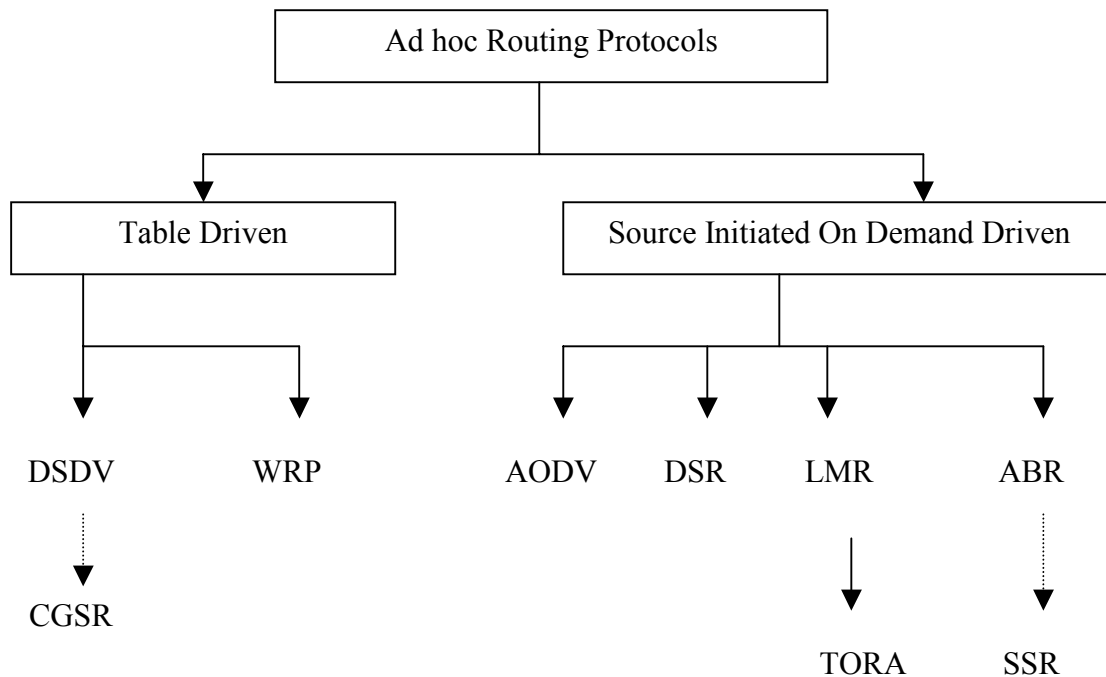 Ad hoc Routing Protocols
Table Driven
Source Initiated On Demand Driven
DSDV
WRP
AODV
DSR
LMR
ABR
CGSR
TORA
SSR